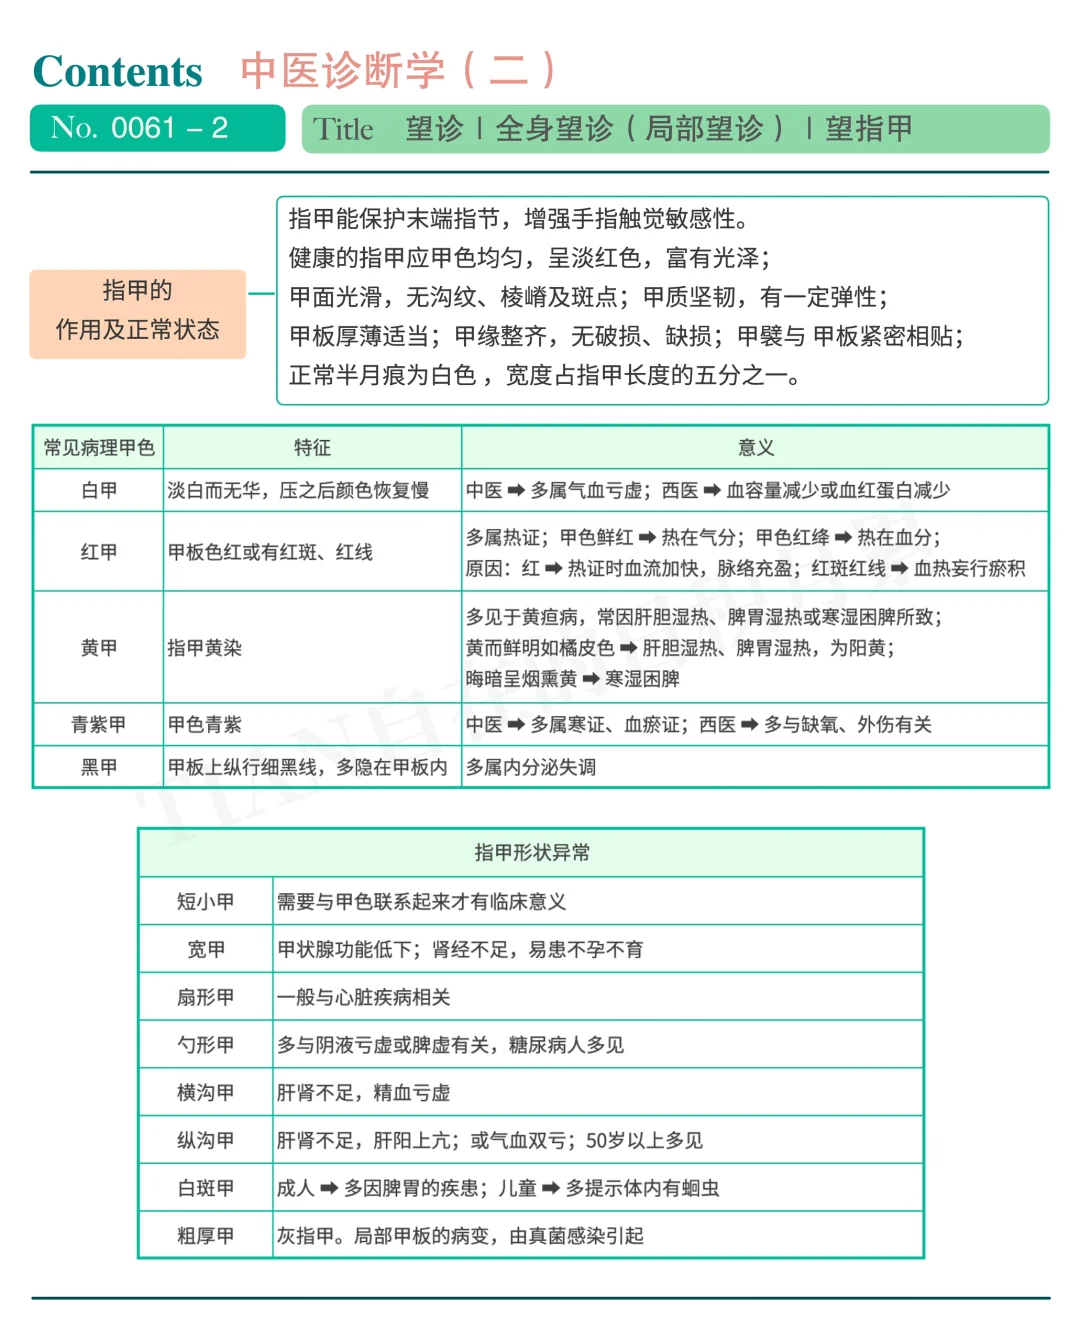 Contents 中医诊断学（二）
No. 0061 – 2
Title 望诊 | 全身望诊（局部望诊）| 望指甲
指甲的
作用及正常状态
指甲能保护末端指节，增强手指触觉敏感性。
健康的指甲应甲色均匀，呈淡红色，富有光泽；
甲面光滑，无沟纹、棱嵴及斑点；甲质坚韧，有一定弹性；
甲板厚薄适当；甲缘整齐，无破损、缺损；甲襞与 甲板紧密相贴；
正常半月痕为白色 ，宽度占指甲长度的五分之一。
常见病理甲色 特征 意义
白甲 淡白而无华，压之后颜色恢复慢 中医 ➡ 多属气血亏虚；西医 ➡ 血容量减少或血红蛋白减少
红甲 甲板色红或有红斑、红线
多属热证；甲色鲜红 ➡ 热在气分；甲色红绛 ➡ 热在血分；
原因：红 ➡ 热证时血流加快，脉络充盈；红斑红线 ➡ 血热妄行瘀积
黄甲 指甲黄染
多见于黄疸病，常因肝胆湿热、脾胃湿热或寒湿困脾所致；
黄而鲜明如橘皮色 ➡ 肝胆湿热、脾胃湿热，为阳黄；
晦暗呈烟熏黄 ➡ 寒湿困脾
青紫甲 甲色青紫 中医 ➡ 多属寒证、血瘀证；西医 ➡ 多与缺氧、外伤有关
黑甲 甲板上纵行细黑线，多隐在甲板内 多属内分泌失调
指甲形状异常
短小甲 需要与甲色联系起来才有临床意义
宽甲 甲状腺功能低下；肾经不足，易患不孕不育
扇形甲 一般与心脏疾病相关
勺形甲 多与阴液亏虚或脾虚有关，糖尿病人多见
横沟甲 肝肾不足，精血亏虚
纵沟甲 肝肾不足，肝阳上亢；或气血双亏；50岁以上多见
白斑甲 成人 ➡ 多因脾胃的疾患；儿童 ➡ 多提示体内有蛔虫
粗厚甲 灰指甲。局部甲板的病变，由真菌感染引起